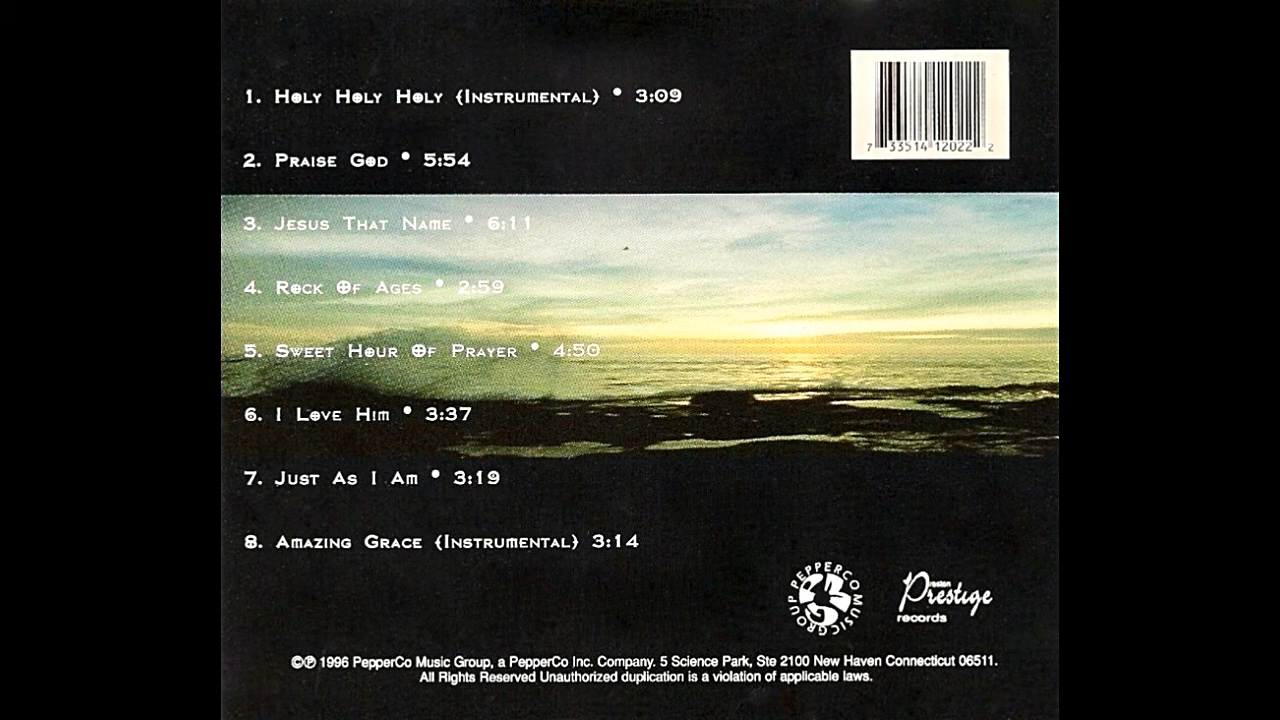 1. Holy Holy Holy {Instrumental} • 3:09
2. Praise God • 5:54
3. Jesus That Name • 6:11
4. Rock Of Ages • 2:59
5. Sweet Hour Of Prayer • 4:50
6. I Love Him • 3:37
7. Just As I Am • 3:19
8. Amazing Grace {Instrumental} 3:14
7 33514 12022 2
PEPPERCO MUSIC GROUP
Preston
Prestige
records
©℗ 1996 PepperCo Music Group, a PepperCo Inc. Company. 5 Science Park, Ste 2100 New Haven Connecticut 06511.
All Rights Reserved Unauthorized duplication is a violation of applicable laws.